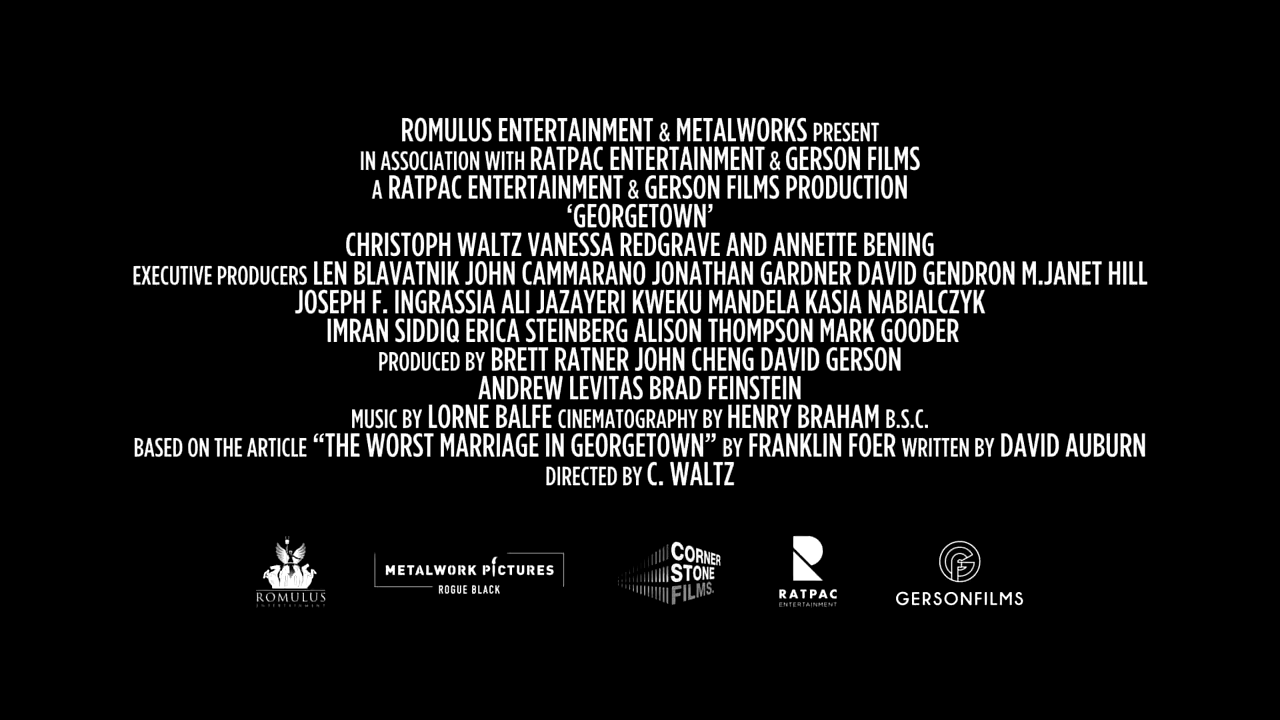 ROMULUS ENTERTAINMENT & METALWORKS PRESENT
IN ASSOCIATION WITH RATPAC ENTERTAINMENT & GERSON FILMS
A RATPAC ENTERTAINMENT & GERSON FILMS PRODUCTION
‘GEORGETOWN’
CHRISTOPH WALTZ VANESSA REDGRAVE AND ANNETTE BENING
EXECUTIVE PRODUCERS LEN BLAVATNIK JOHN CAMMARANO JONATHAN GARDNER DAVID GENDRON M.JANET HILL
JOSEPH F. INGRASSIA ALI JAZAYERI KWEKU MANDELA KASIA NABIALCZYK
IMRAN SIDDIQ ERICA STEINBERG ALISON THOMPSON MARK GOODER
PRODUCED BY BRETT RATNER JOHN CHENG DAVID GERSON
ANDREW LEVITAS BRAD FEINSTEIN
MUSIC BY LORNE BALFE CINEMATOGRAPHY BY HENRY BRAHAM B.S.C.
BASED ON THE ARTICLE “THE WORST MARRIAGE IN GEORGETOWN” BY FRANKLIN FOER WRITTEN BY DAVID AUBURN
DIRECTED BY C. WALTZ
ROMULUS
ENTERTAINMENT
METALWORK PICTURES
ROGUE BLACK
CORNER
STONE
FILMS.
RATPAC
ENTERTAINMENT
GERSONFILMS